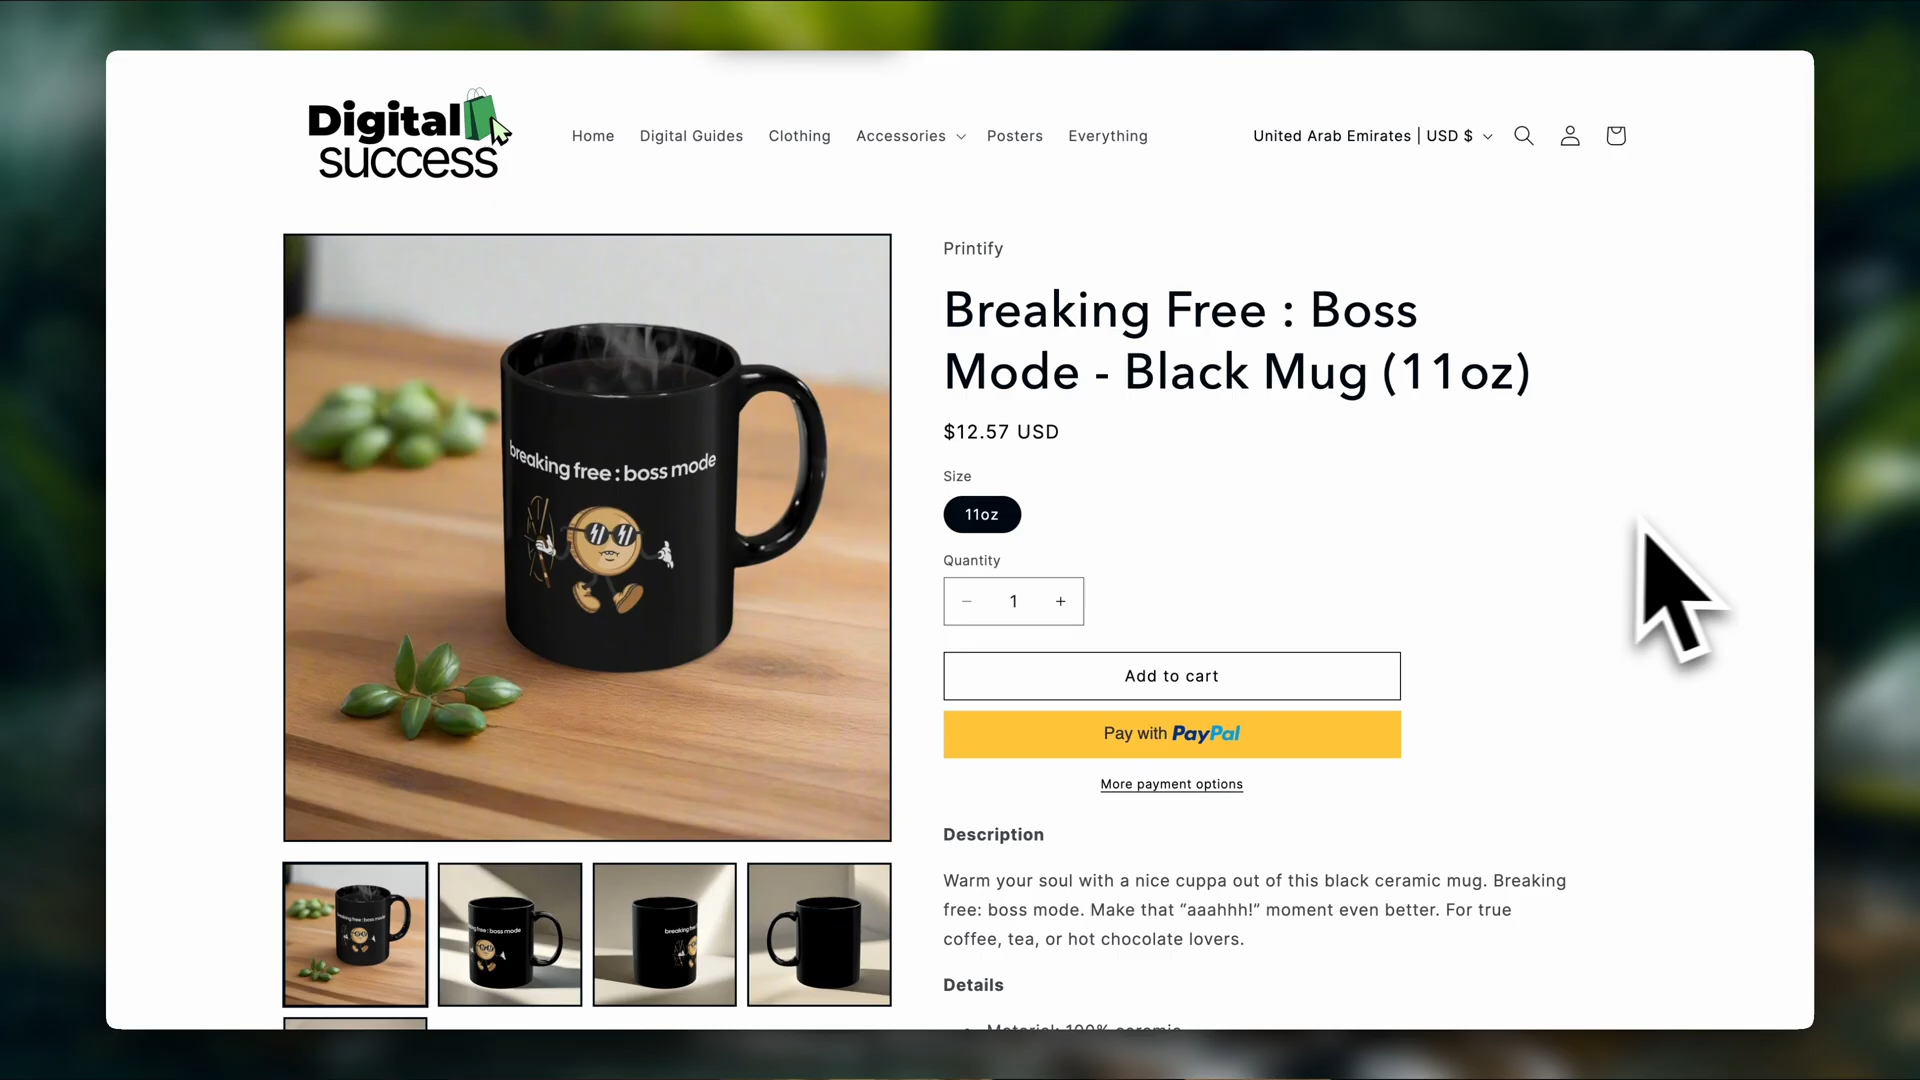 Digital
success
Home
Digital Guides
Clothing
Accessories
Posters
Everything
United Arab Emirates | USD $
breaking free : boss mode
Printify
Breaking Free : Boss
Mode - Black Mug (11oz)
$12.57 USD
Size
11oz
Quantity
1
Add to cart
Pay with PayPal
More payment options
Description
Warm your soul with a nice cuppa out of this black ceramic mug. Breaking
free: boss mode. Make that “aaahhh!” moment even better. For true
coffee, tea, or hot chocolate lovers.
Details
Material: 100% ceramic